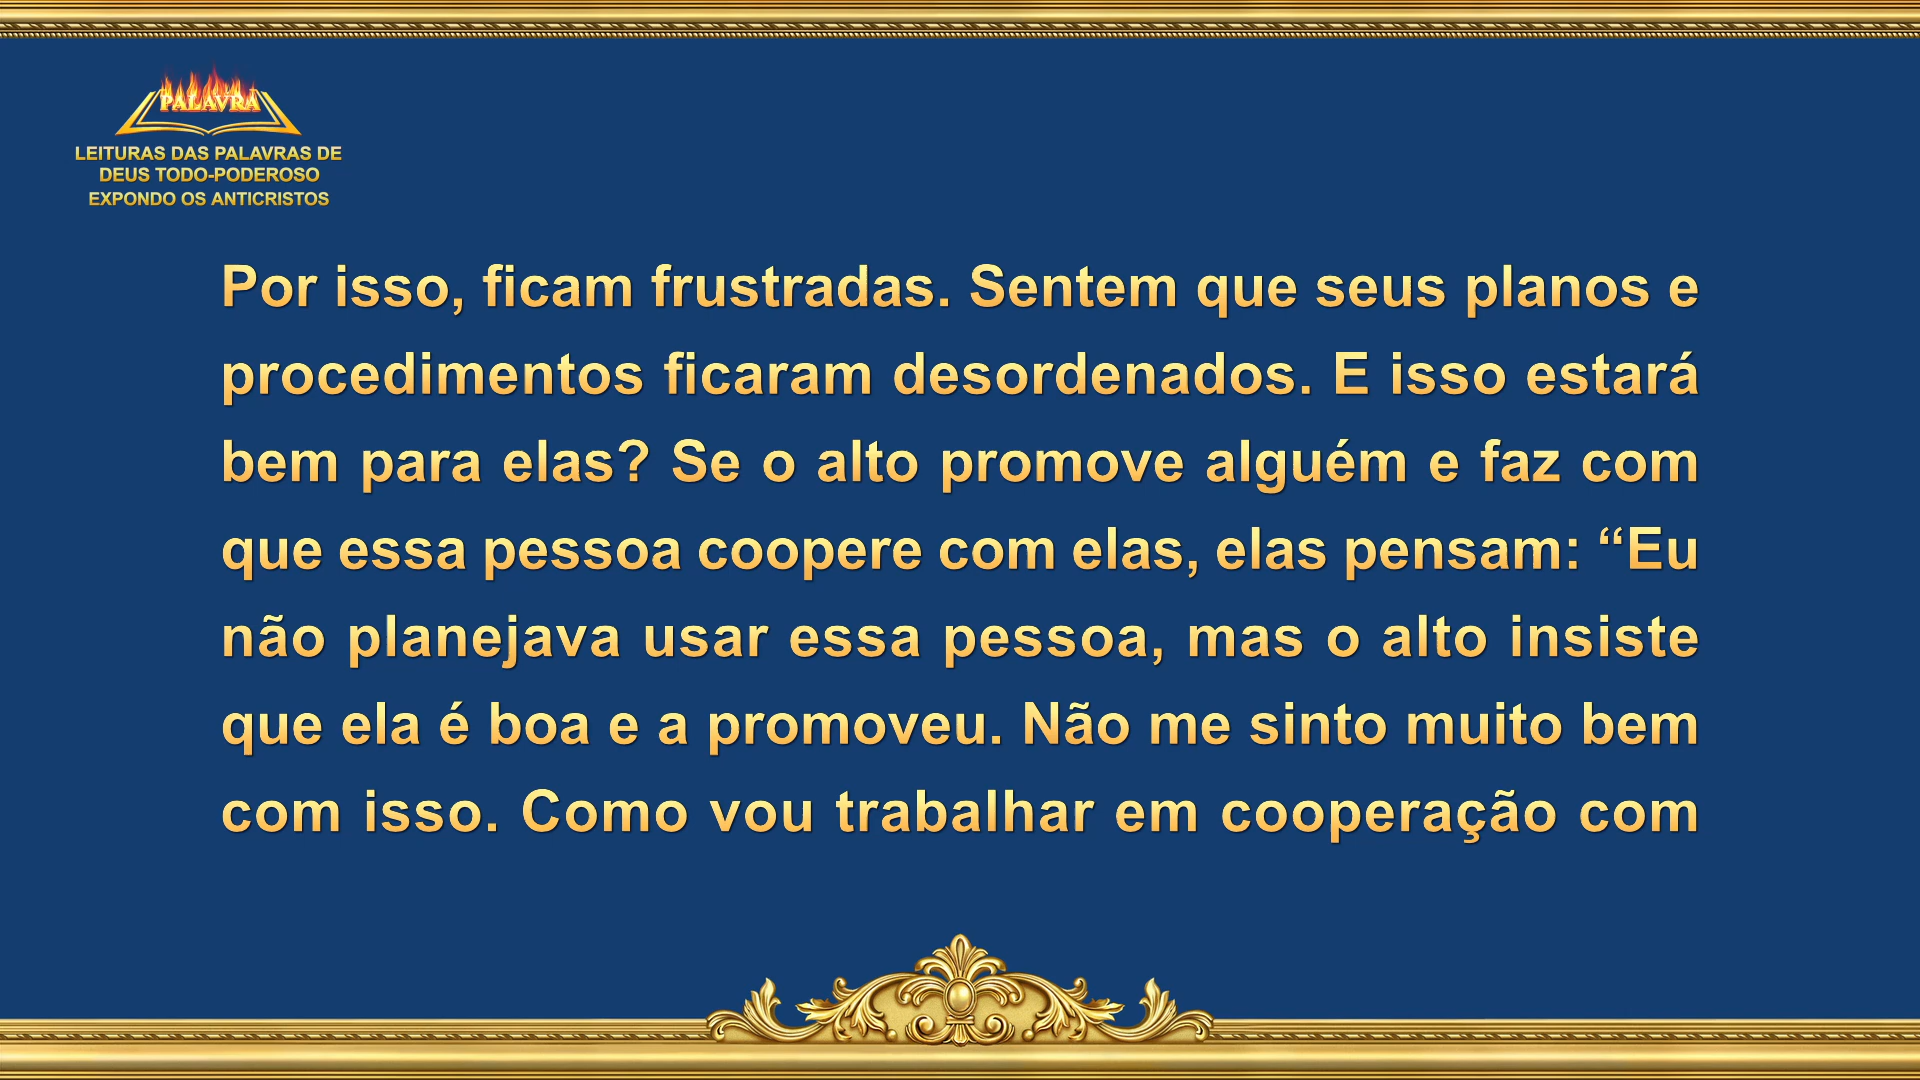 PALAVRA
LEITURAS DAS PALAVRAS DE
DEUS TODO-PODEROSO
EXPONDO OS ANTICRISTOS
Por isso, ficam frustradas. Sentem que seus planos e
procedimentos ficaram desordenados. E isso estará
bem para elas? Se o alto promove alguém e faz com
que essa pessoa coopere com elas, elas pensam: “Eu
não planejava usar essa pessoa, mas o alto insiste
que ela é boa e a promoveu. Não me sinto muito bem
com isso. Como vou trabalhar em cooperação com